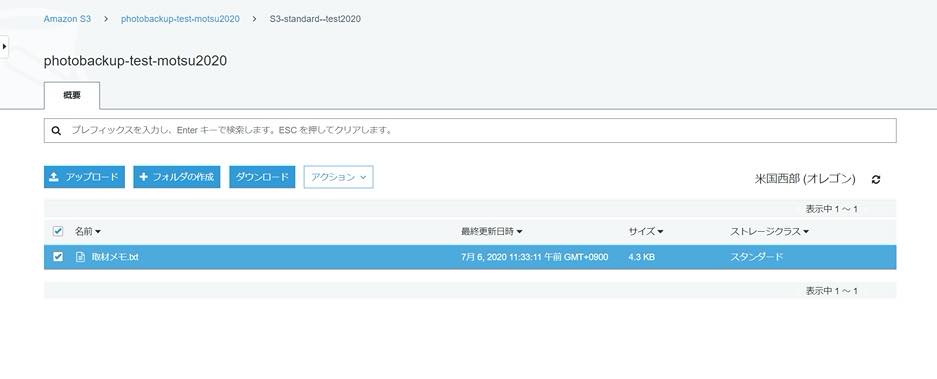 Amazon S3 > photobackup-test-motsu2020 > S3-standard--test2020
photobackup-test-motsu2020
概要
プレフィックスを入力し、Enter キーで検索します。ESC を押してクリアします。
アップロード + フォルダの作成 ダウンロード アクション 米国西部 (オレゴン)
表示中 1 ～ 1
名前 最終更新日時 サイズ ストレージクラス
取材メモ.txt 7月 6, 2020 11:33:11 午前 GMT+0900 4.3 KB スタンダード
表示中 1 ～ 1